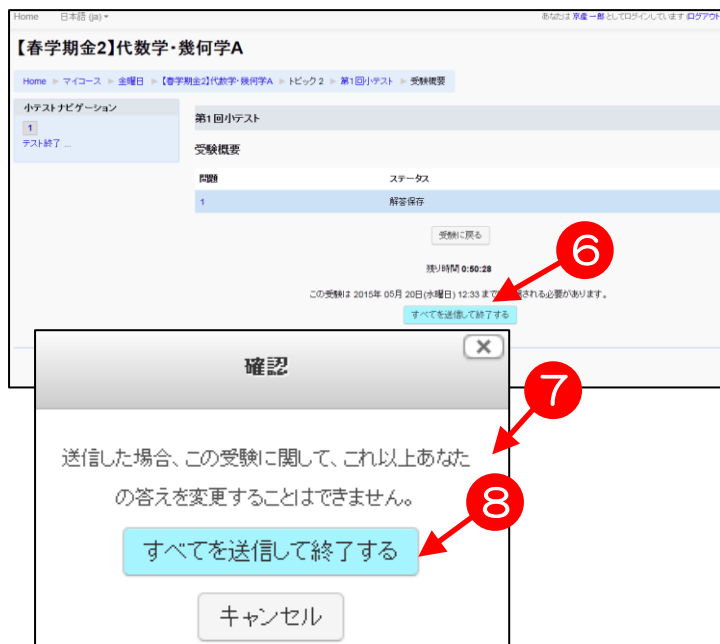 Home 日本語 (ja) あなたは 京産 一郎 としてログインしています (ログアウト
【春学期金2】代数学・幾何学A
Home マイコース 金曜日 【春学期金2】代数学・幾何学A トピック 2 第1回小テスト 受験概要
小テストナビゲーション
1
テスト終了 ...
第1回小テスト
受験概要
問題 ステータス
1 解答保存
受験に戻る
6
残り時間 0:50:28
この受験は 2015年 05月 20日(水曜日) 12:33 まで される必要があります。
すべてを送信して終了する
確認
×
7
送信した場合、この受験に関して、これ以上あなた
の答えを変更することはできません。
8
すべてを送信して終了する
キャンセル